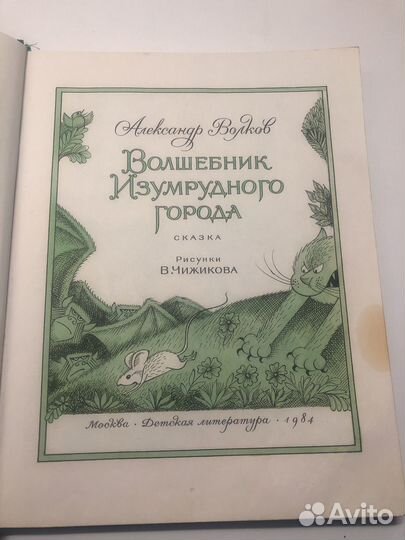 Александр Волков
Волшебник
Изумрудного
города
сказка
Рисунки
В. Чижикова
Москва · Детская литература · 1984
Avito